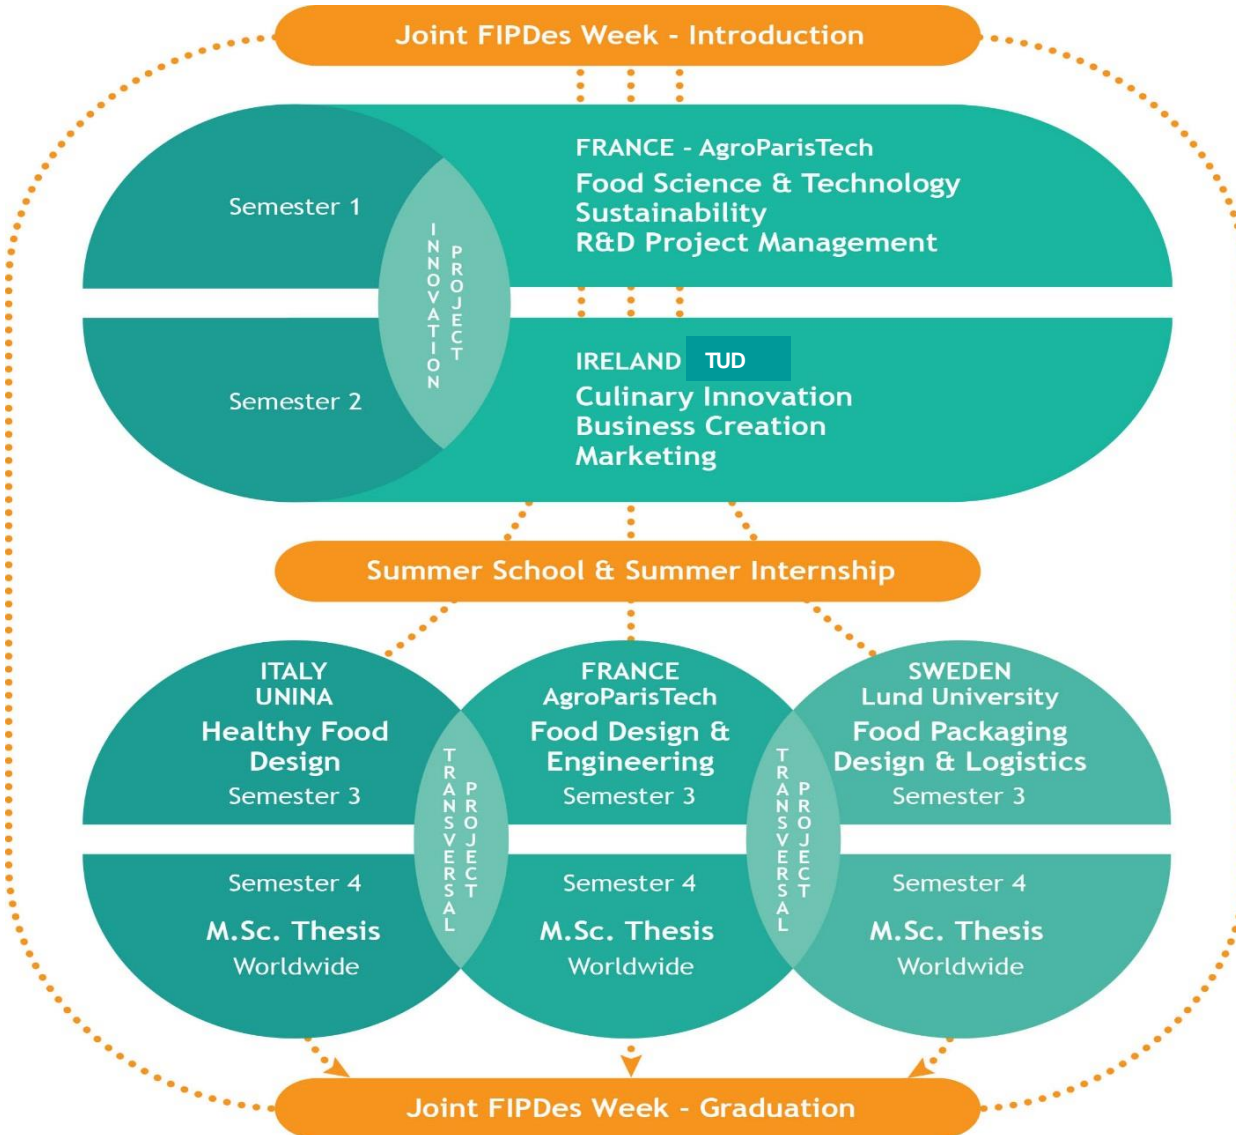 Joint FIPDes Week - Introduction
Semester 1
FRANCE - AgroParisTech
Food Science & Technology
Sustainability
R&D Project Management
INNOVATION
PROJECT
Semester 2
IRELAND TUD
Culinary Innovation
Business Creation
Marketing
Summer School & Summer Internship
ITALY
UNINA
Healthy Food
Design
Semester 3
TRANSVERSAL
PROJECT
FRANCE
AgroParisTech
Food Design &
Engineering
Semester 3
TRANSVERSAL
PROJECT
SWEDEN
Lund University
Food Packaging
Design & Logistics
Semester 3
Semester 4
M.Sc. Thesis
Worldwide
Semester 4
M.Sc. Thesis
Worldwide
Semester 4
M.Sc. Thesis
Worldwide
Joint FIPDes Week - Graduation